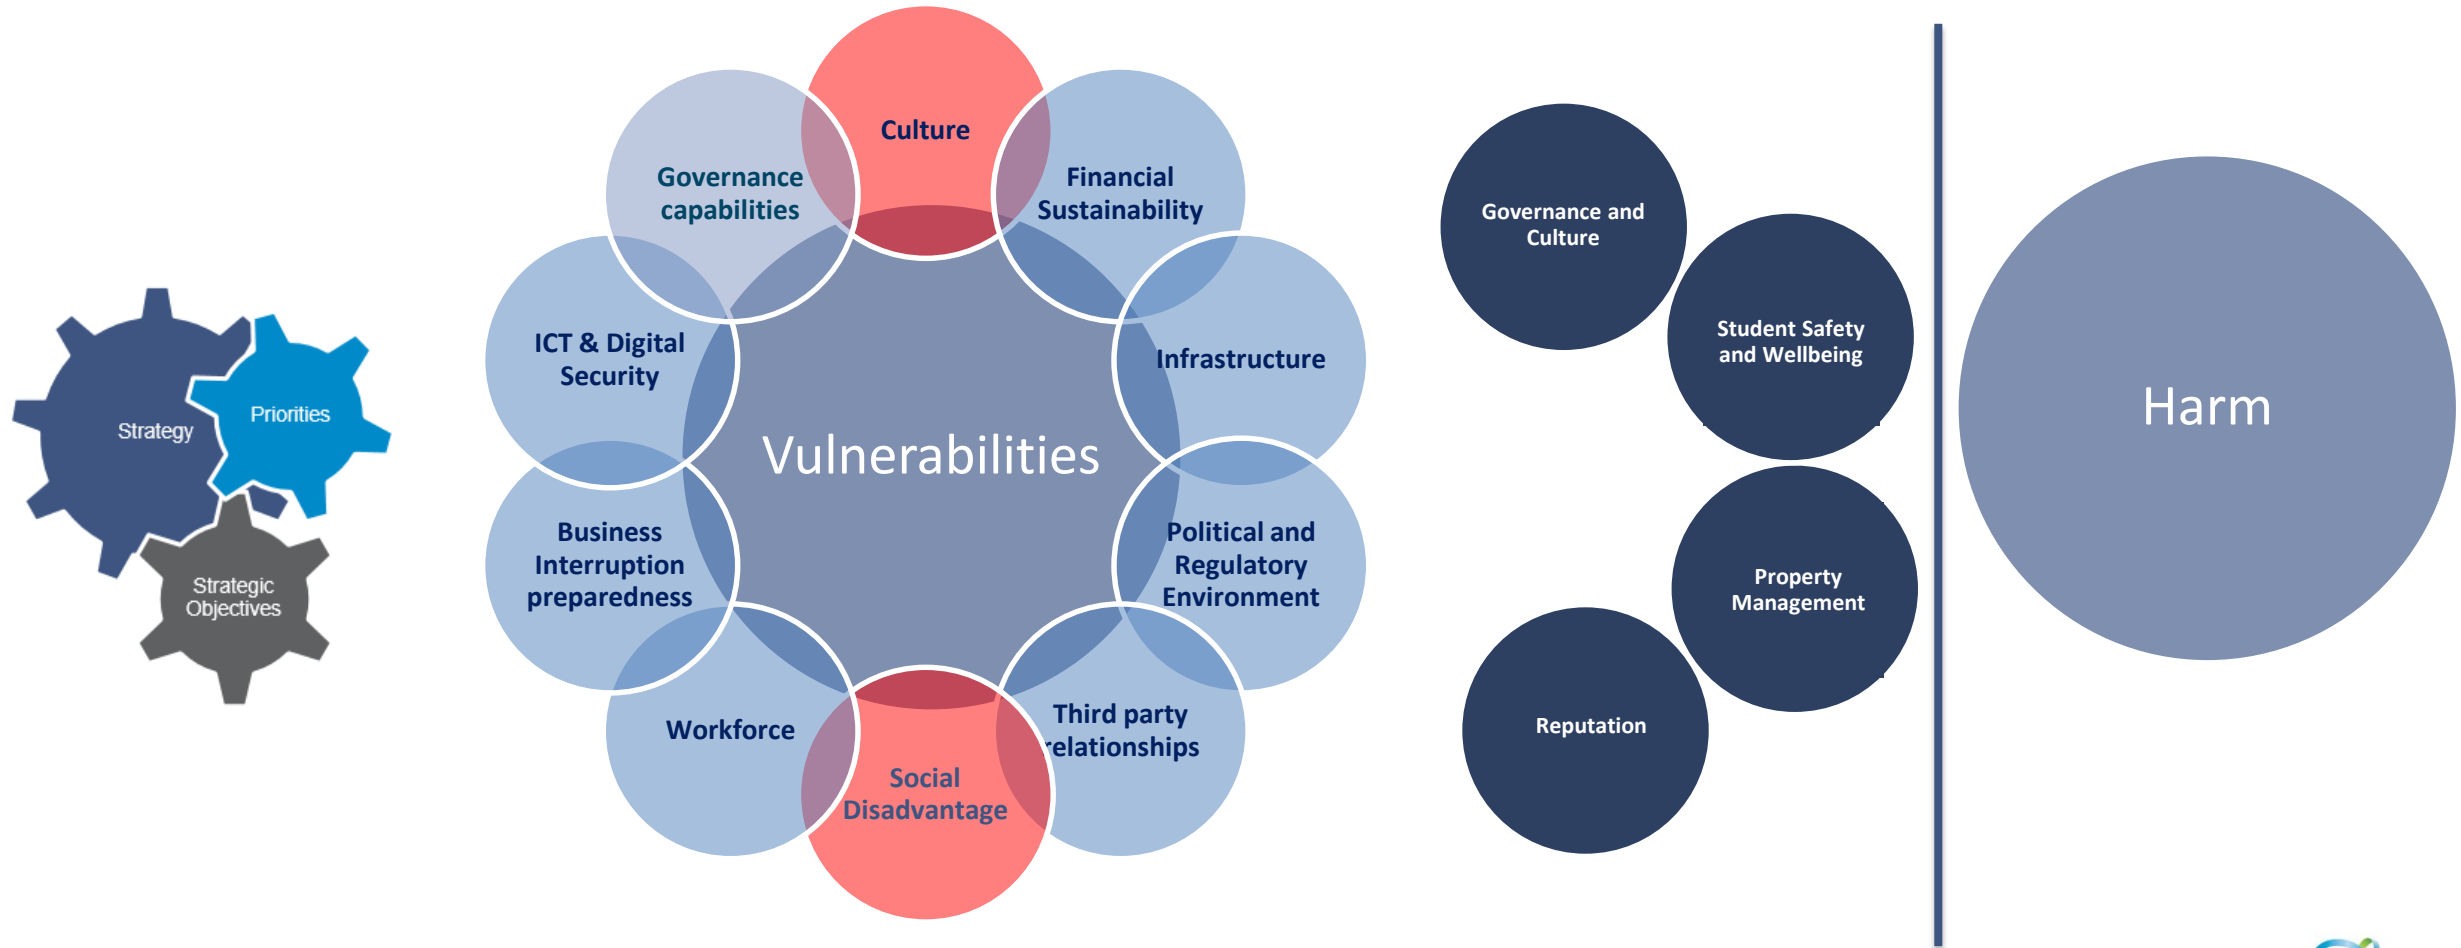 Strategy
Priorities
Strategic
Objectives
Culture
Financial
Sustainability
Infrastructure
Political and
Regulatory
Environment
Third party
relationships
Social
Disadvantage
Workforce
Business
Interruption
preparedness
ICT & Digital
Security
Governance
capabilities
Vulnerabilities
Governance and
Culture
Student Safety
and Wellbeing
Property
Management
Reputation
Harm